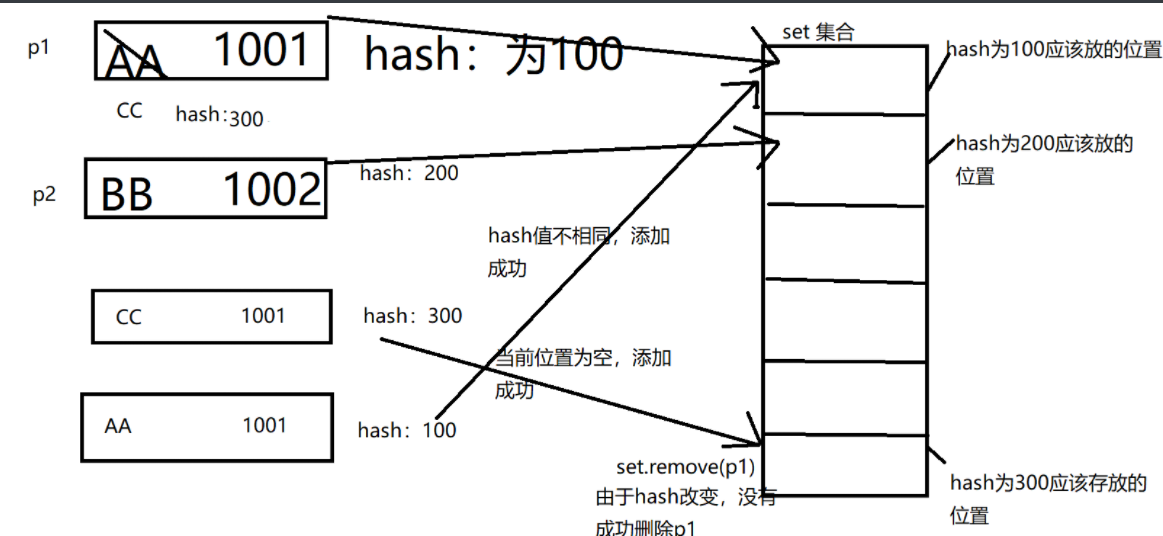 set 集合
p1
AA 1001
hash：为100
hash为100应该放的位置
CC hash:300
BB 1002
p2
hash：200
hash为200应该放的
位置
hash值不相同，添加
成功
CC 1001
hash：300
当前位置为空，添加
成功
AA 1001
hash：100
set.remove(p1)
由于hash改变，没有
成功删除p1
hash为300应该存放的
位置